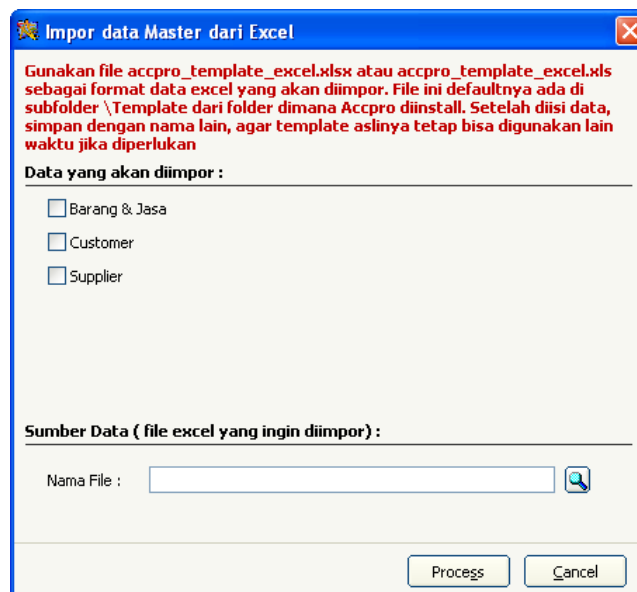 Impor data Master dari Excel
Gunakan file accpro_template_excel.xlsx atau accpro_template_excel.xls
sebagai format data excel yang akan diimpor. File ini defaultnya ada di
subfolder \Template dari folder dimana Accpro diinstall. Setelah diisi data,
simpan dengan nama lain, agar template aslinya tetap bisa digunakan lain
waktu jika diperlukan
Data yang akan diimpor :
Barang & Jasa
Customer
Supplier
Sumber Data ( file excel yang ingin diimpor) :
Nama File :
Process
Cancel